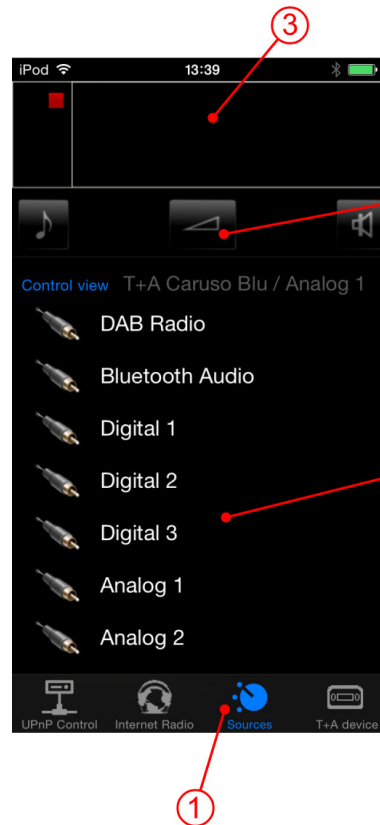 3
iPod 13:39
Control view T+A Caruso Blu / Analog 1
DAB Radio
Bluetooth Audio
Digital 1
Digital 2
Digital 3
Analog 1
Analog 2
UPnP Control Internet Radio Sources T+A device
1